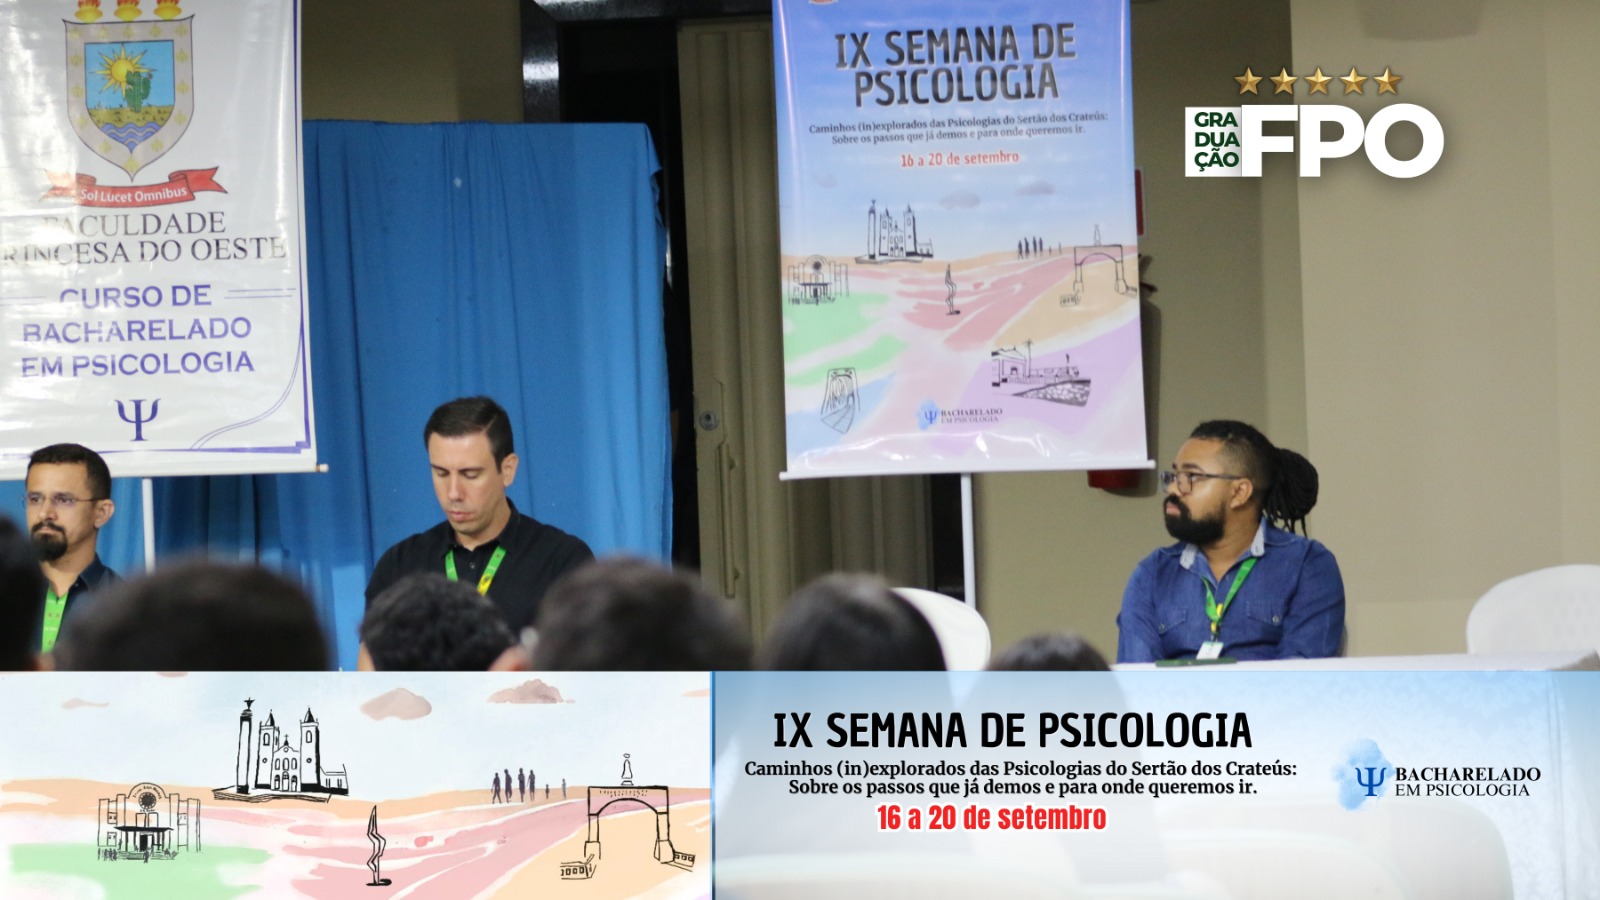 Sol Lucet Omnibus
FACULDADE
PRINCESA DO OESTE
CURSO DE
BACHARELADO
EM PSICOLOGIA
Ψ
IX SEMANA DE
PSICOLOGIA
Caminhos (in)explorados das Psicologias do Sertão dos Crateús:
Sobre os passos que já demos e para onde queremos ir.
16 a 20 de setembro
Ψ BACHARELADO
EM PSICOLOGIA
GRA
DUA
ÇÃO
FPO
IX SEMANA DE PSICOLOGIA
Caminhos (in)explorados das Psicologias do Sertão dos Crateús:
Sobre os passos que já demos e para onde queremos ir.
16 a 20 de setembro
Ψ BACHARELADO
EM PSICOLOGIA